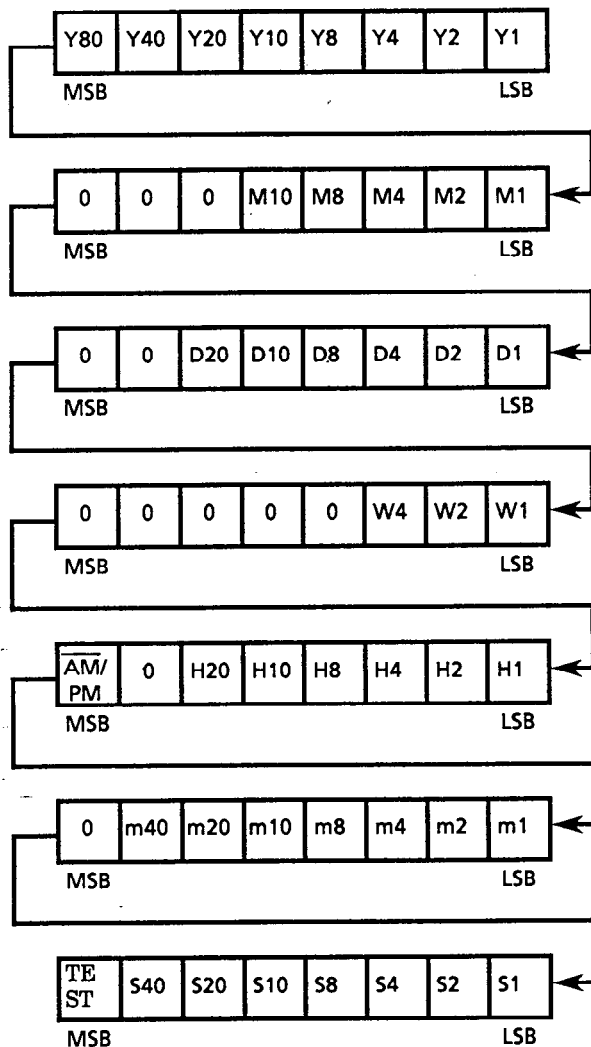 Y80 Y40 Y20 Y10 Y8 Y4 Y2 Y1
MSB LSB
0 0 0 M10 M8 M4 M2 M1
MSB LSB
0 0 D20 D10 D8 D4 D2 D1
MSB LSB
0 0 0 0 0 W4 W2 W1
MSB LSB
A̅M̅/
PM 0 H20 H10 H8 H4 H2 H1
MSB LSB
0 m40 m20 m10 m8 m4 m2 m1
MSB LSB
TE
ST S40 S20 S10 S8 S4 S2 S1
MSB LSB